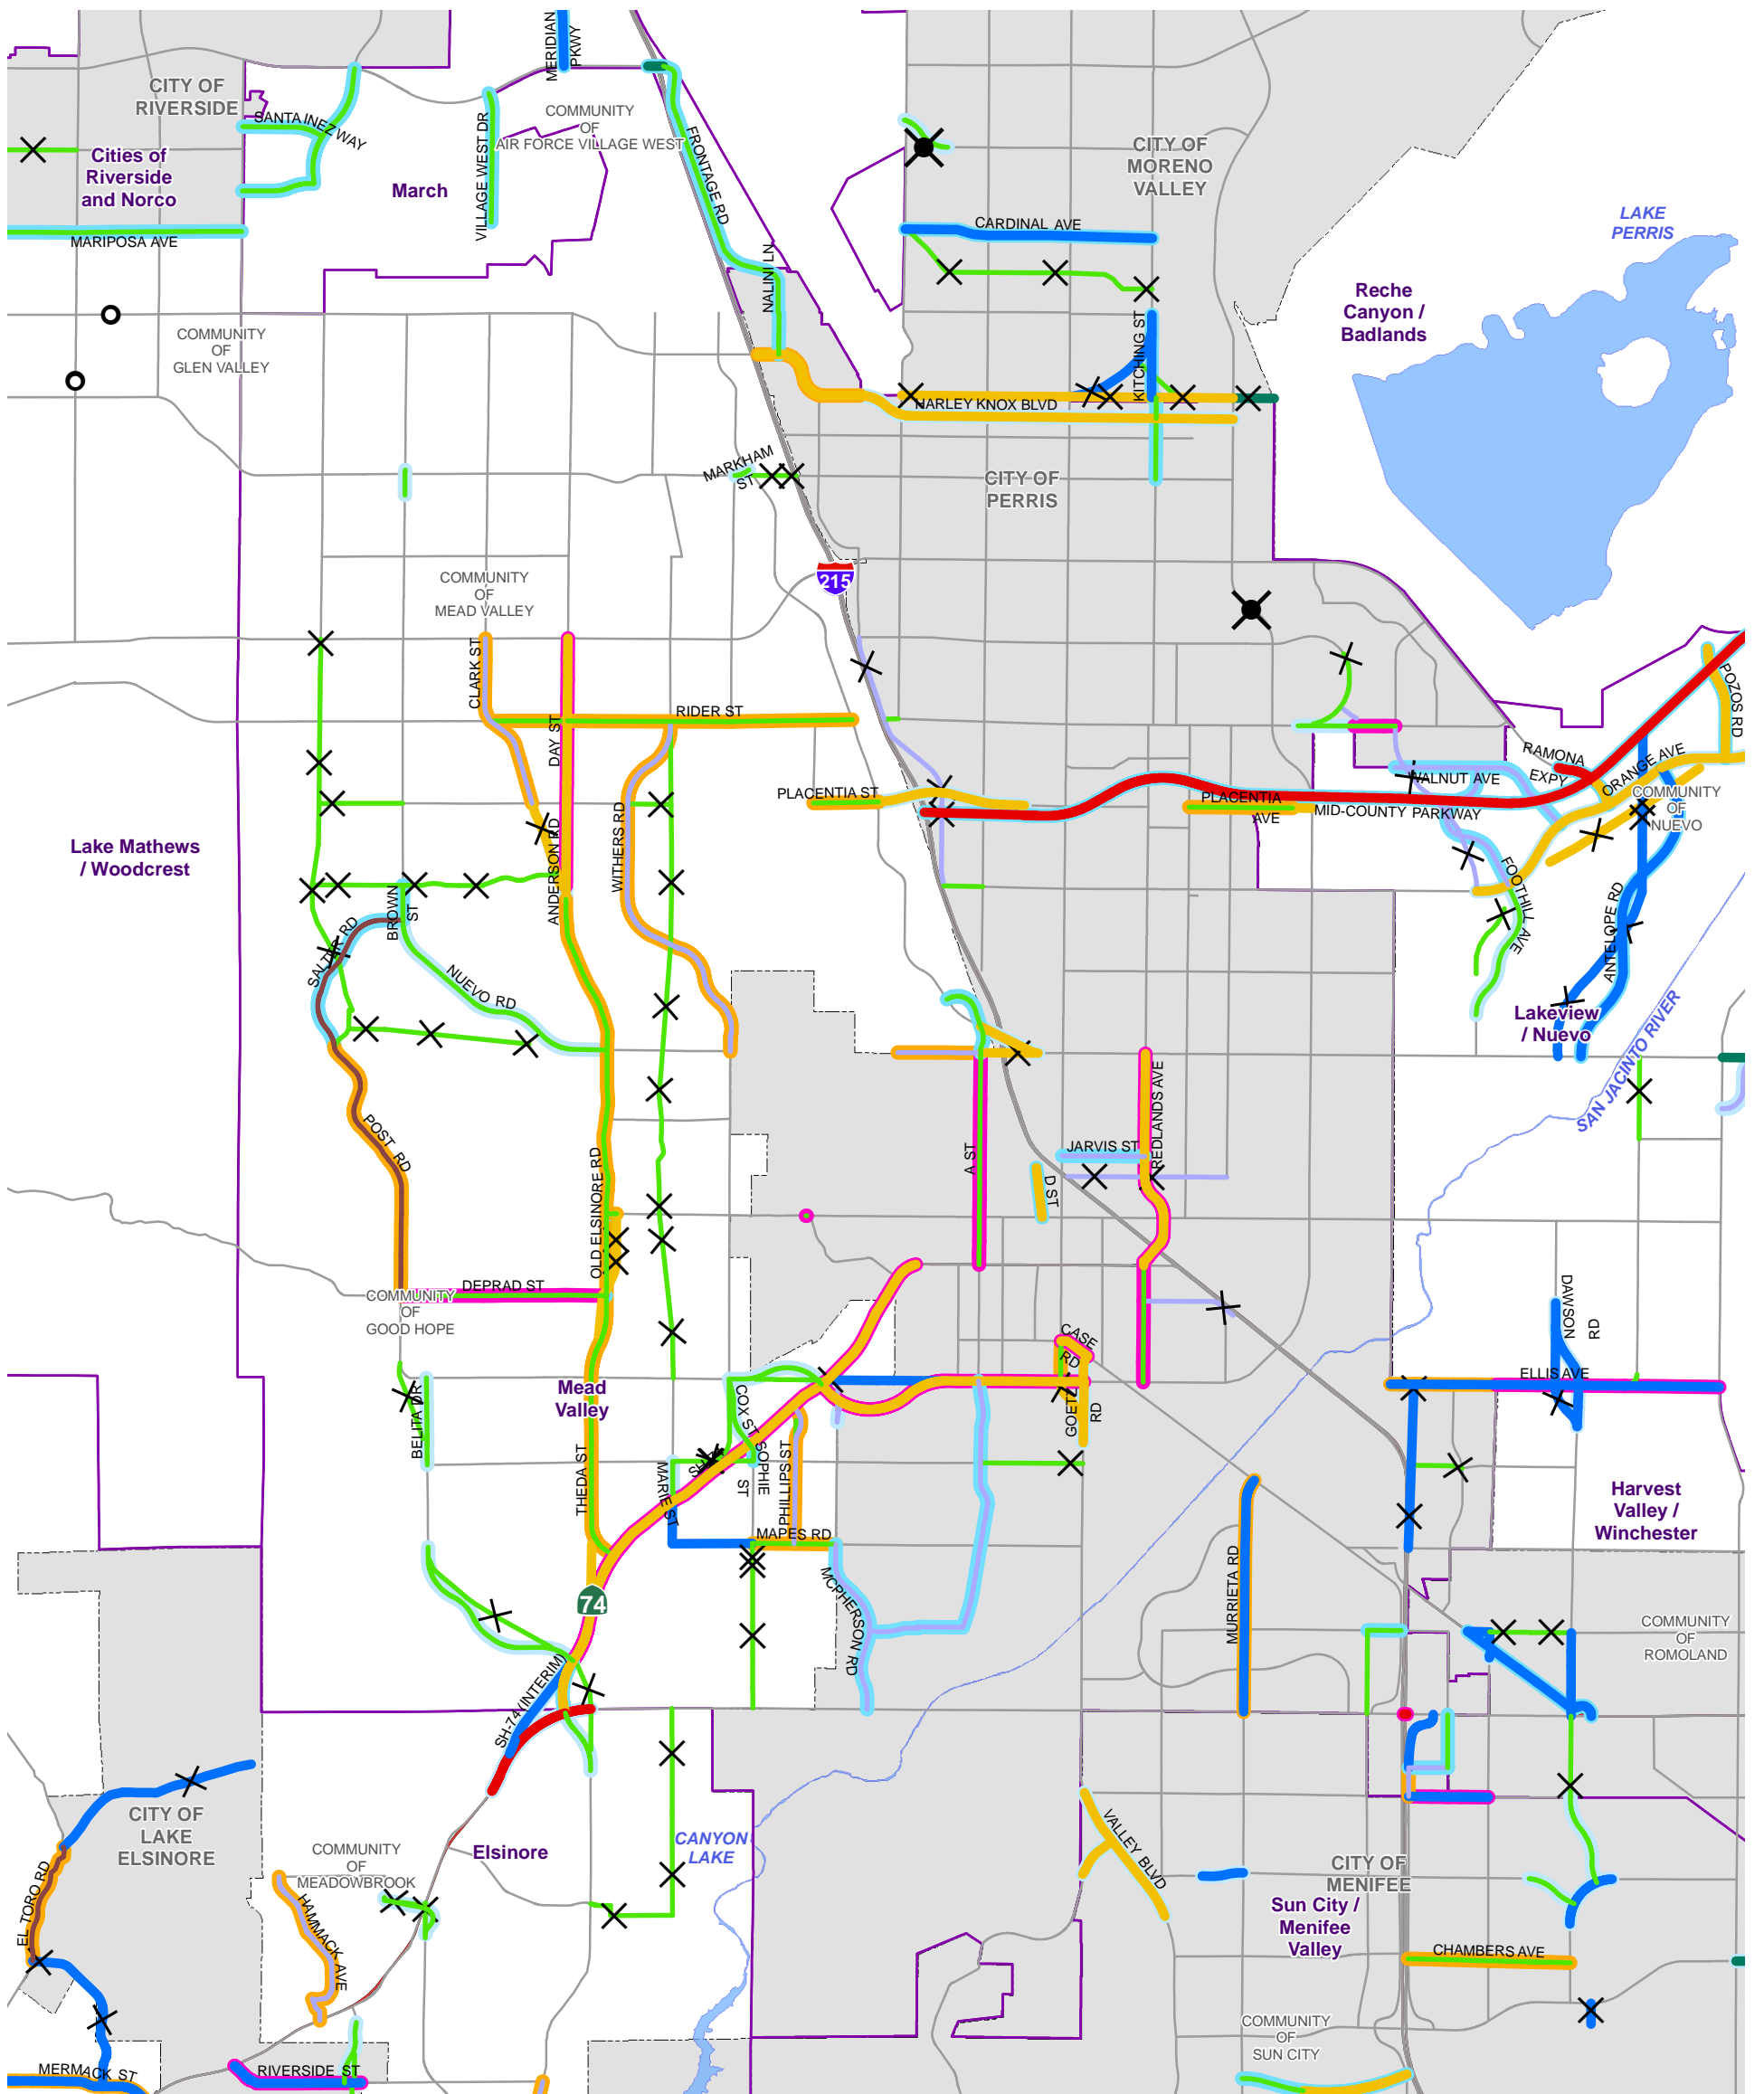 MERIDIAN
PKWY
CITY OF
RIVERSIDE
SANTA INEZ WAY
Cities of
Riverside
and Norco
MARIPOSA AVE
March
VILLAGE WEST DR
COMMUNITY
OF
AIR FORCE VILLAGE WEST
FRONTAGE RD
NALINI LN
CITY OF
MORENO
VALLEY
CARDINAL AVE
LAKE
PERRIS
Reche
Canyon /
Badlands
KITCHING ST
HARLEY KNOX BLVD
COMMUNITY
OF
GLEN VALLEY
MARKHAM
ST
CITY OF
PERRIS
215
COMMUNITY
OF
MEAD VALLEY
CLARK ST
DAY ST
RIDER ST
PLACENTIA ST
PLACENTIA
AVE
MID-COUNTY PARKWAY
WALNUT AVE
RAMONA
EXPY
ORANGE AVE
POZOS RD
COMMUNITY
OF
NUEVO
FOOTHILL AVE
ANTELOPE RD
Lakeview
/ Nuevo
SAN JACINTO RIVER
Lake Mathews
/ Woodcrest
WITHERS RD
ANDERSON RD
BROWN
ST
SALTER RD
NUEVO RD
POST RD
OLD ELSINORE RD
A ST
JARVIS ST
REDLANDS AVE
D ST
DEPRAD ST
COMMUNITY
OF
GOOD HOPE
CASE
RD
GOETZ
RD
DAWSON
RD
ELLIS AVE
Mead
Valley
BELITA DR
THEDA ST
COX ST
SOPHIE
ST
MARIE ST
PHILLIPS ST
MAPES RD
MCPHERSON RD
MURRIETA RD
Harvest
Valley /
Winchester
COMMUNITY
OF
ROMOLAND
74
SH-74 (INTERIM)
CITY OF
LAKE
ELSINORE
EL TORO RD
COMMUNITY
OF
MEADOWBROOK
HAMMACK AVE
Elsinore
CANYON
LAKE
VALLEY BLVD
CITY OF
MENIFEE
Sun City /
Menifee
Valley
CHAMBERS AVE
COMMUNITY
OF
SUN CITY
MERMACK ST
RIVERSIDE ST